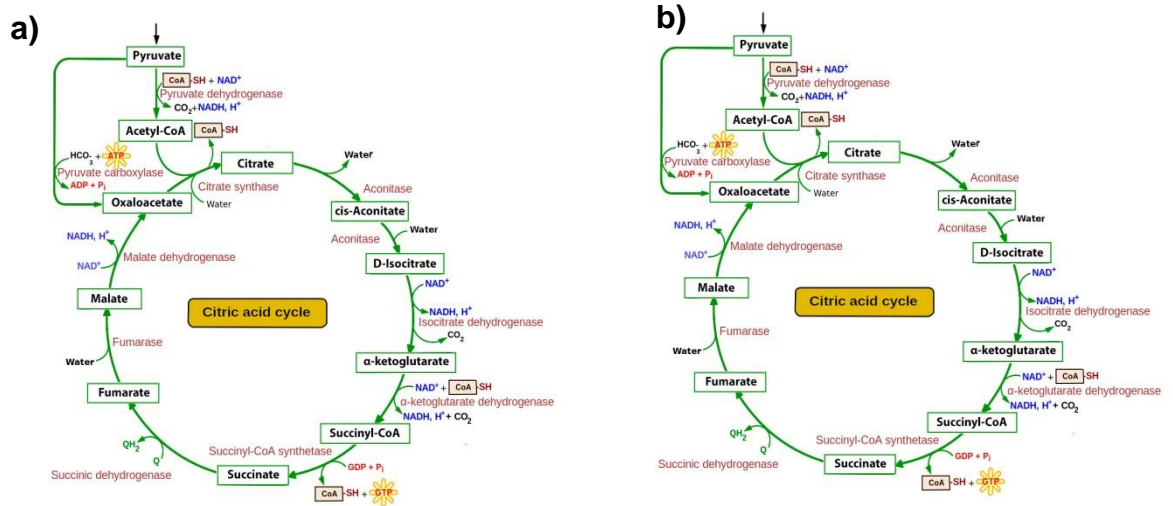 a)
Pyruvate
CoA-SH + NAD⁺
Pyruvate dehydrogenase
CO₂+NADH, H⁺
Acetyl-CoA
CoA-SH
HCO₃⁻ + ATP
Pyruvate carboxylase
ADP + Pᵢ
Citrate
Water
Citrate synthase
Water
Oxaloacetate
Aconitase
cis-Aconitate
Water
Aconitase
NADH, H⁺
Malate dehydrogenase
NAD⁺
D-Isocitrate
NAD⁺
Malate
Citric acid cycle
NADH, H⁺
Isocitrate dehydrogenase
CO₂
Fumarase
Water
α-ketoglutarate
Fumarate
NAD⁺ + CoA-SH
α-ketoglutarate dehydrogenase
NADH, H⁺ + CO₂
Succinyl-CoA
QH₂
Q
Succinyl-CoA synthetase
Succinic dehydrogenase
Succinate
GDP + Pᵢ
CoA-SH + GTP
b)
Pyruvate
CoA-SH + NAD⁺
Pyruvate dehydrogenase
CO₂+NADH, H⁺
Acetyl-CoA
CoA-SH
HCO₃⁻ + ATP
Pyruvate carboxylase
ADP + Pᵢ
Citrate
Water
Citrate synthase
Water
Oxaloacetate
Aconitase
cis-Aconitate
Water
Aconitase
NADH, H⁺
Malate dehydrogenase
NAD⁺
D-Isocitrate
NAD⁺
Malate
Citric acid cycle
NADH, H⁺
Isocitrate dehydrogenase
CO₂
Fumarase
Water
α-ketoglutarate
Fumarate
NAD⁺ + CoA-SH
α-ketoglutarate dehydrogenase
NADH, H⁺ + CO₂
Succinyl-CoA
QH₂
Q
Succinyl-CoA synthetase
Succinic dehydrogenase
Succinate
GDP + Pᵢ
CoA-SH + GTP